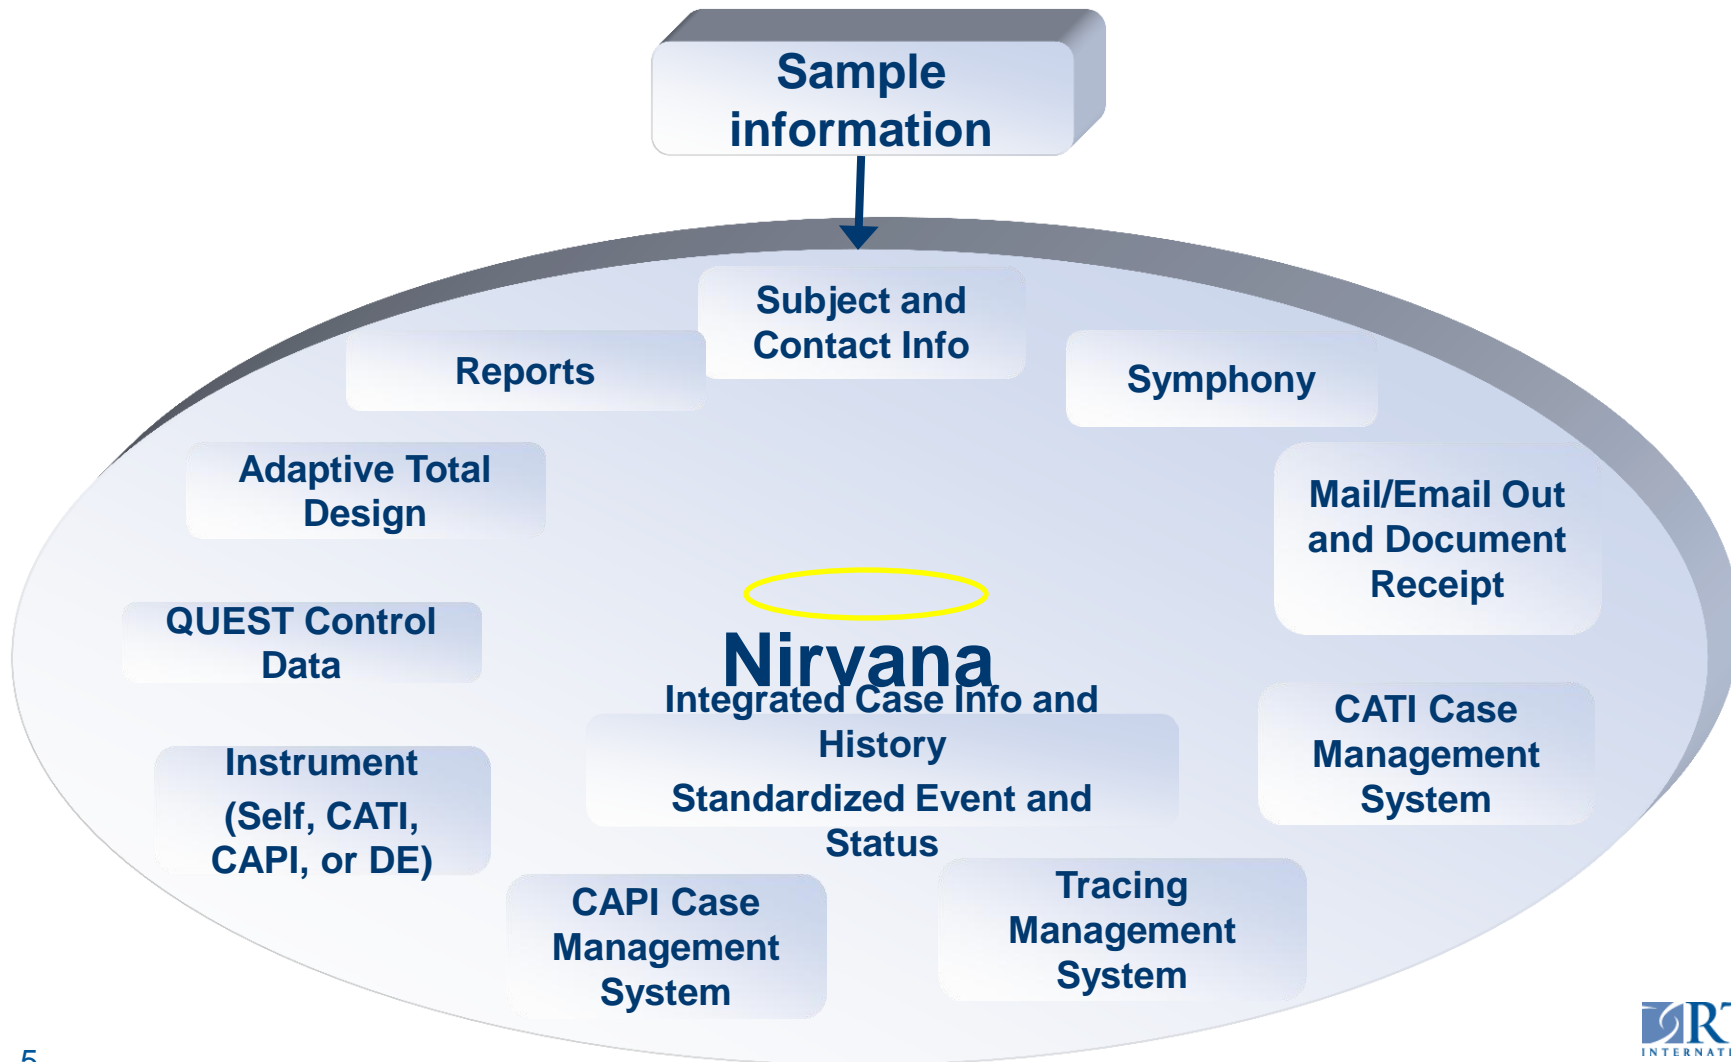 Sample
information
Subject and
Contact Info
Reports
Symphony
Adaptive Total
Design
Mail/Email Out
and Document
Receipt
QUEST Control
Data
Nirvana
Integrated Case Info and
History
Standardized Event and
Status
CATI Case
Management
System
Instrument
(Self, CATI,
CAPI, or DE)
CAPI Case
Management
System
Tracing
Management
System
5